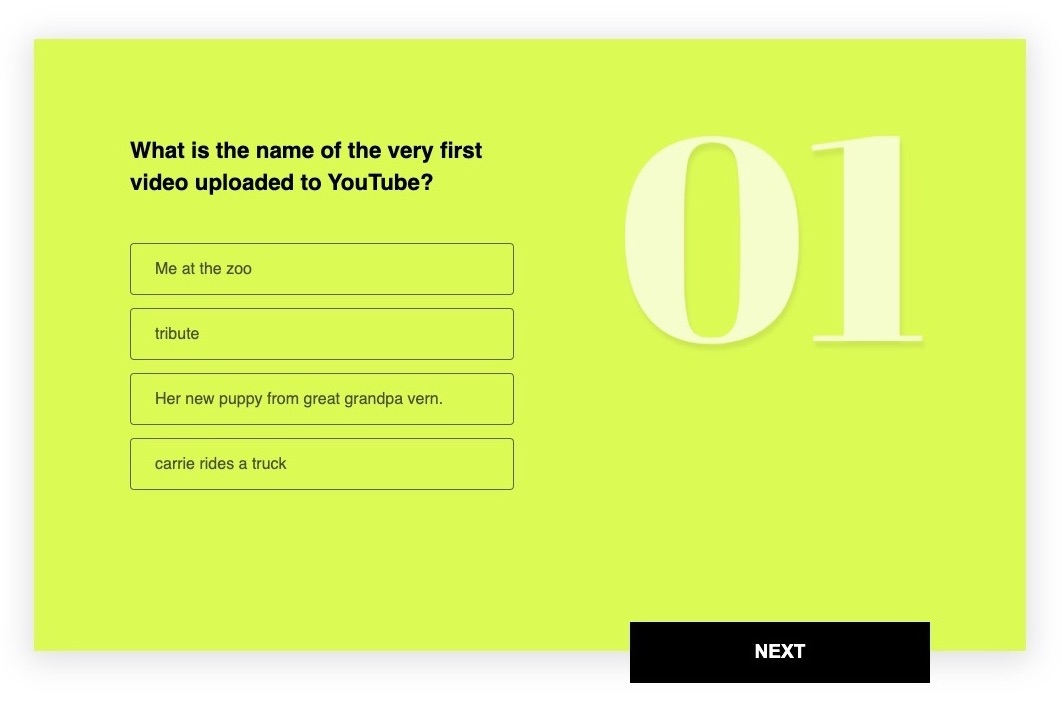 What is the name of the very first
video uploaded to YouTube?
01
Me at the zoo
tribute
Her new puppy from great grandpa vern.
carrie rides a truck
NEXT